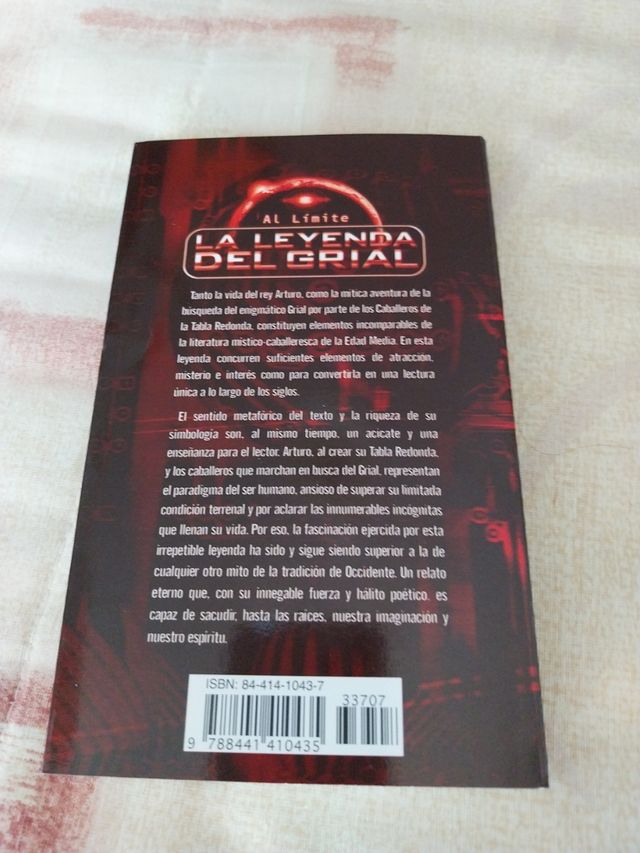 Al Límite
LA LEYENDA
DEL GRIAL
Tanto la vida del rey Arturo, como la mítica aventura de la
búsqueda del enigmático Grial por parte de los Caballeros de
la Tabla Redonda, constituyen elementos incomparables de
la literatura místico-caballeresca de la Edad Media. En esta
leyenda concurren suficientes elementos de atracción,
misterio e interés como para convertirla en una lectura
única a lo largo de los siglos.
El sentido metafórico del texto y la riqueza de su
simbología son, al mismo tiempo, un acicate y una
enseñanza para el lector. Arturo, al crear su Tabla Redonda,
y los caballeros que marchan en busca del Grial, representan
el paradigma del ser humano, ansioso de superar su limitada
condición terrenal y por aclarar las innumerables incógnitas
que llenan su vida. Por eso, la fascinación ejercida por esta
irrepetible leyenda ha sido y sigue siendo superior a la de
cualquier otro mito de la tradición de Occidente. Un relato
eterno que, con su innegable fuerza y hálito poético, es
capaz de sacudir, hasta las raíces, nuestra imaginación y
nuestro espíritu.
ISBN: 84-414-1043-7
33707
9 788441 410435